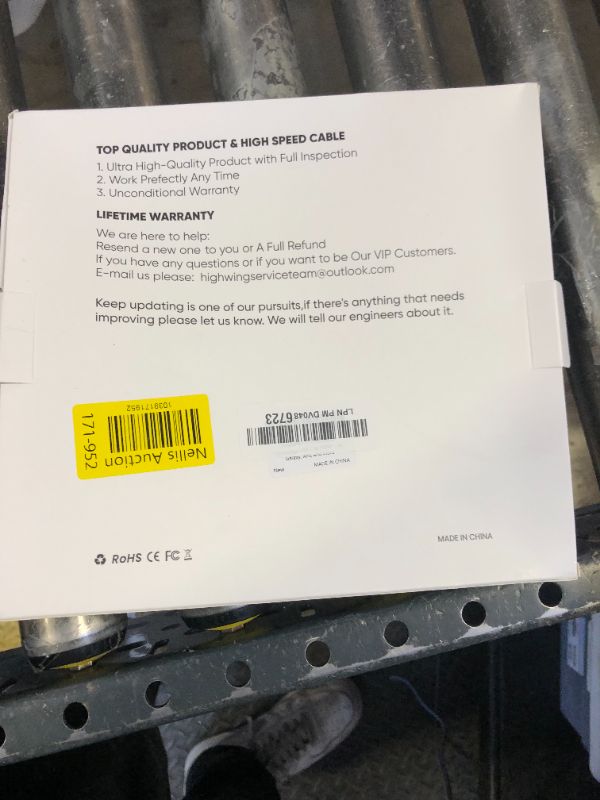 TOP QUALITY PRODUCT & HIGH SPEED CABLE
1. Ultra High-Quality Product with Full Inspection
2. Work Prefectly Any Time
3. Unconditional Warranty
LIFETIME WARRANTY
We are here to help:
Resend a new one to you or A Full Refund
If you have any questions or if you want to be Our VIP Customers.
E-mail us please: highwingserviceteam@outlook.com
Keep updating is one of our pursuits,if there's anything that needs
improving please let us know. We will tell our engineers about it.
1039171952
Nellis Auction
171-952
LPN PM DV0486723
New
MADE IN CHINA
RoHS CE FC
MADE IN CHINA